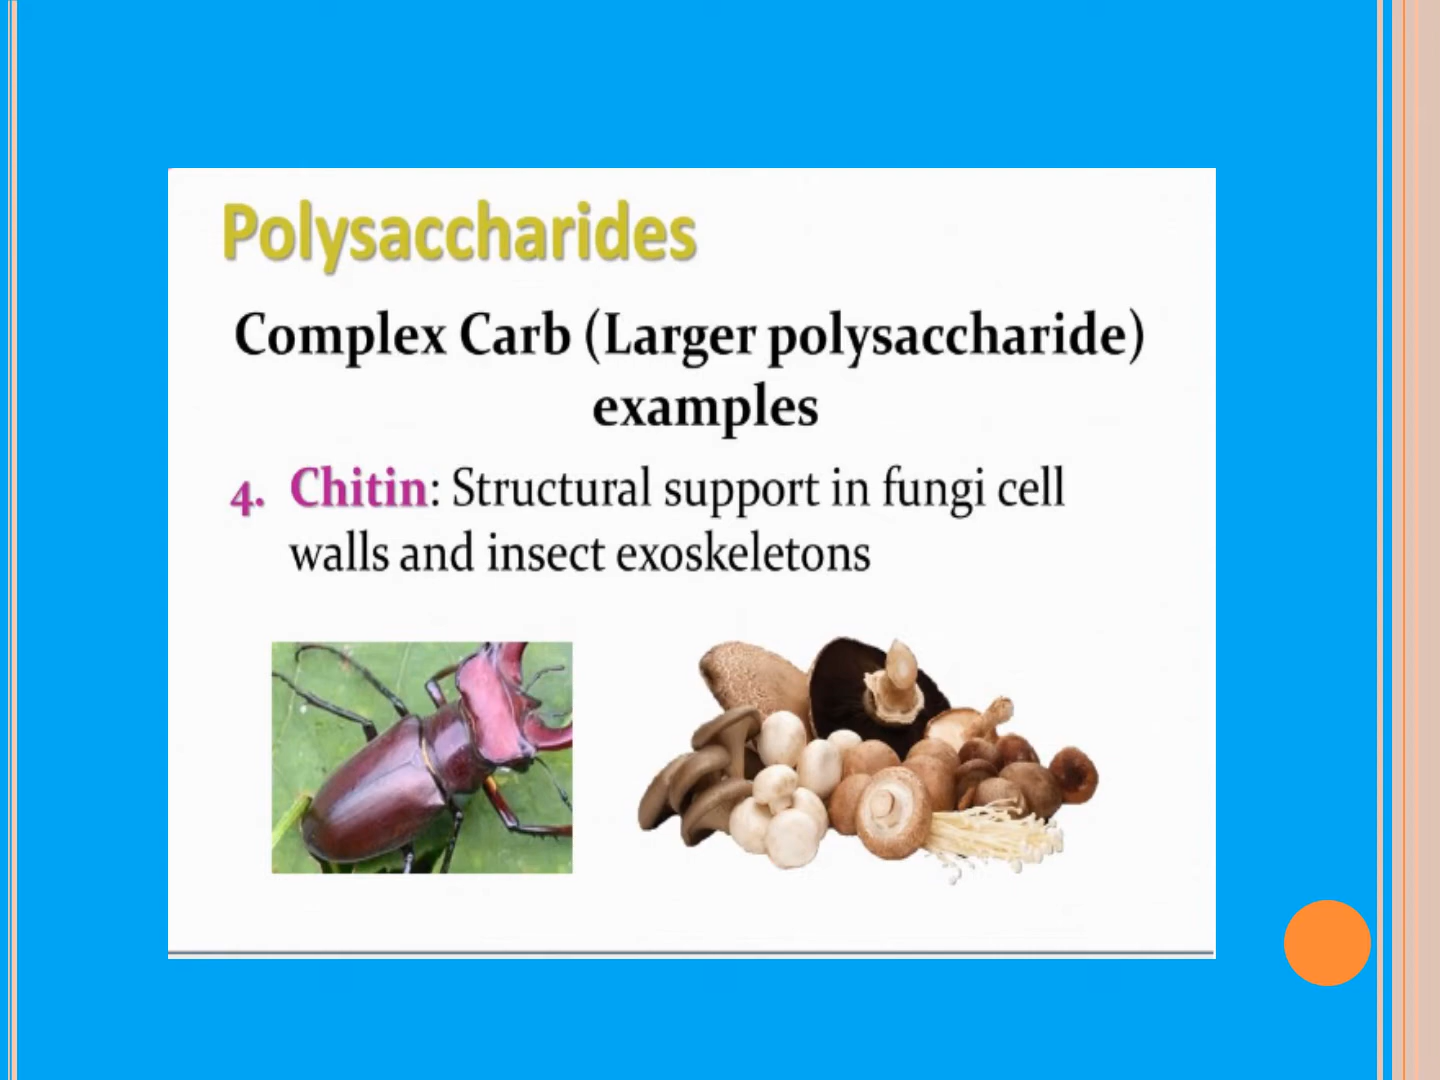 Polysaccharides
Complex Carb (Larger polysaccharide)
examples
4. Chitin: Structural support in fungi cell
walls and insect exoskeletons